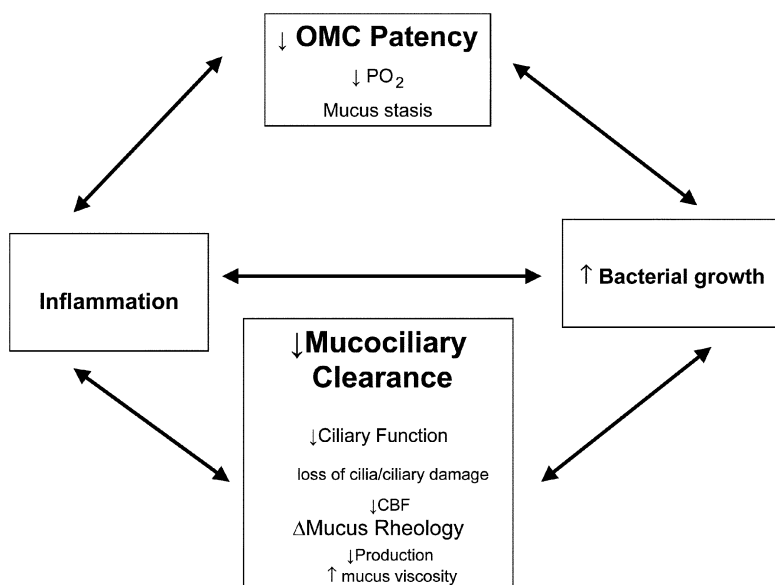 ↓ OMC Patency
↓ PO₂
Mucus stasis
Inflammation
↑ Bacterial growth
↓Mucociliary
Clearance
↓Ciliary Function
loss of cilia/ciliary damage
↓CBF
ΔMucus Rheology
↓Production
↑ mucus viscosity